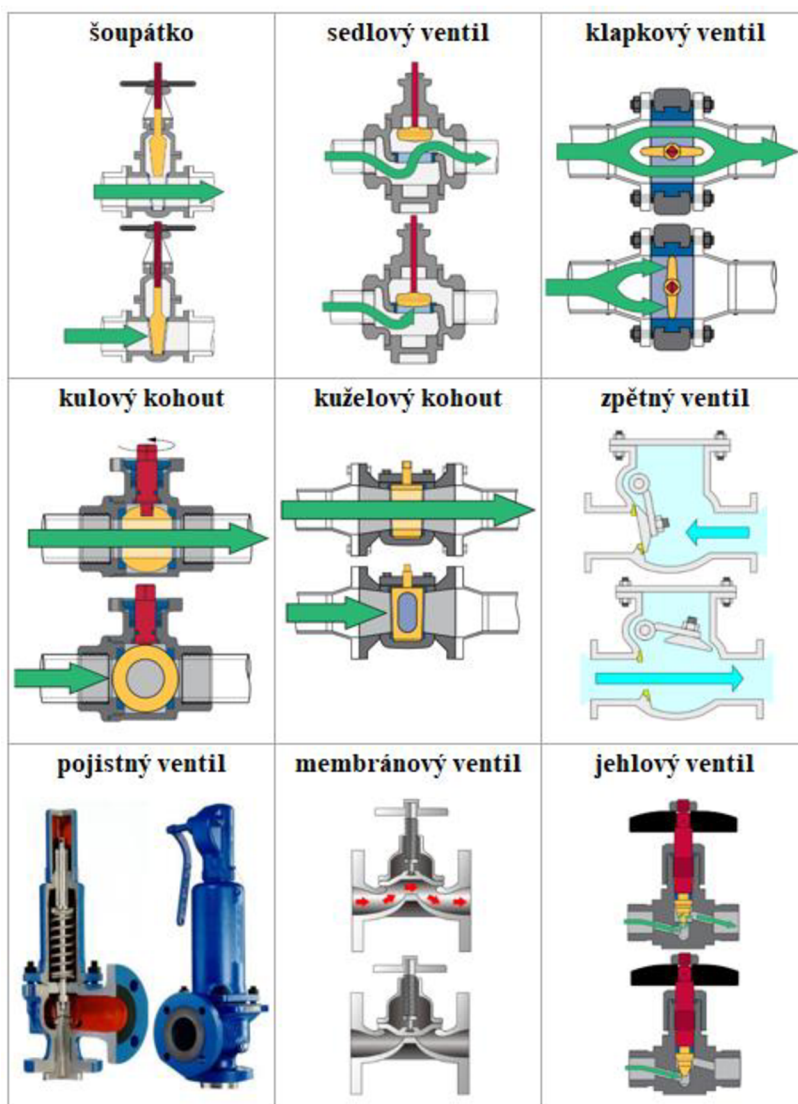 šoupátko
sedlový ventil
klapkový ventil
kulový kohout
kuželový kohout
zpětný ventil
pojistný ventil
membránový ventil
jehlový ventil